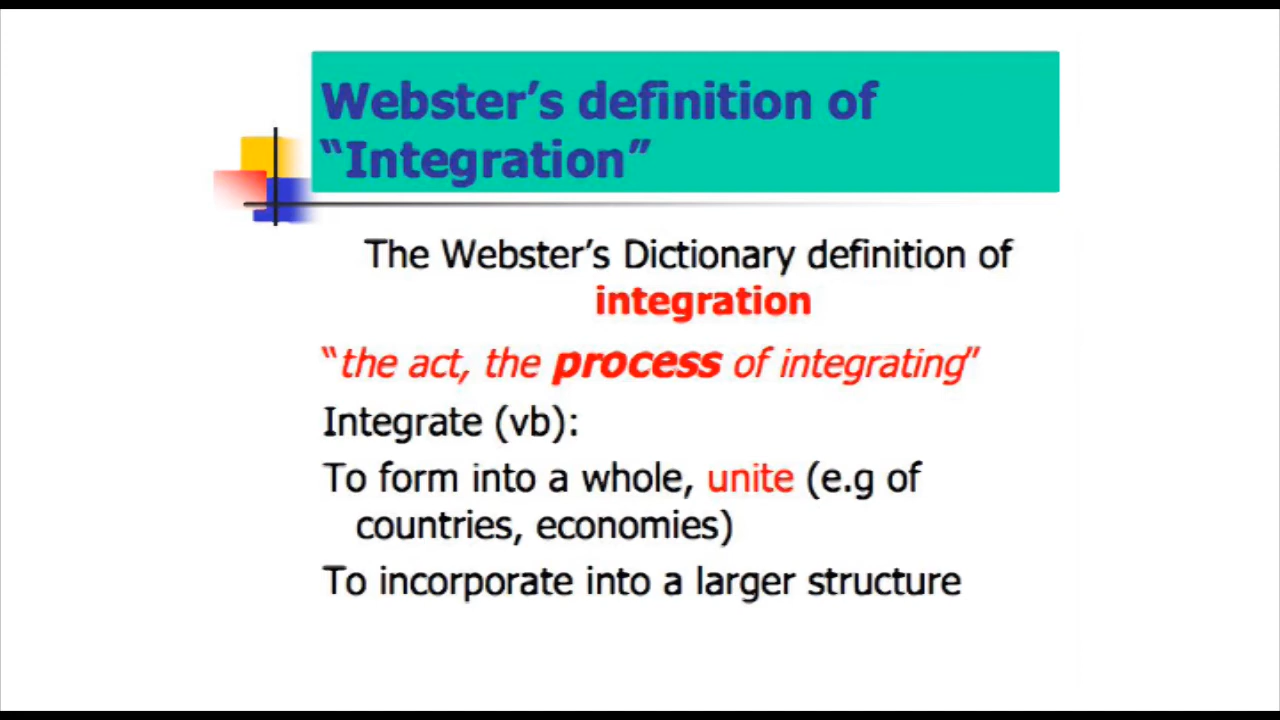 Webster’s definition of
“Integration”
The Webster’s Dictionary definition of
integration
“the act, the process of integrating”
Integrate (vb):
To form into a whole, unite (e.g of
countries, economies)
To incorporate into a larger structure